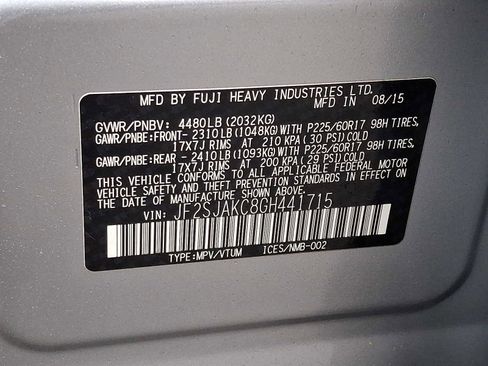 MFD BY FUJI HEAVY INDUSTRIES LTD.
MFD. IN 08/15
GVWR/PNBV: 4480LB (2032KG)
GAWR/PNBE:FRONT- 2310LB (1048KG) WITH P225/60R17 98H TIRES,
17X7J RIMS AT 210 KPA (30 PSI) COLD
GAWR/PNBE:REAR - 2410LB (1093KG) WITH P225/60R17 98H TIRES,
17X7J RIMS AT 200 KPA (29 PSI) COLD
THIS VEHICLE CONFORMS TO ALL APPLICABLE FEDERAL MOTOR
VEHICLE SAFETY AND THEFT PREVENTION STANDARDS IN EFFECT ON
THE DATE OF MANUFACTURE SHOWN ABOVE.
VIN: JF2SJAKC8GH441715
TYPE:MPV/VTUM ICES/NMB-002